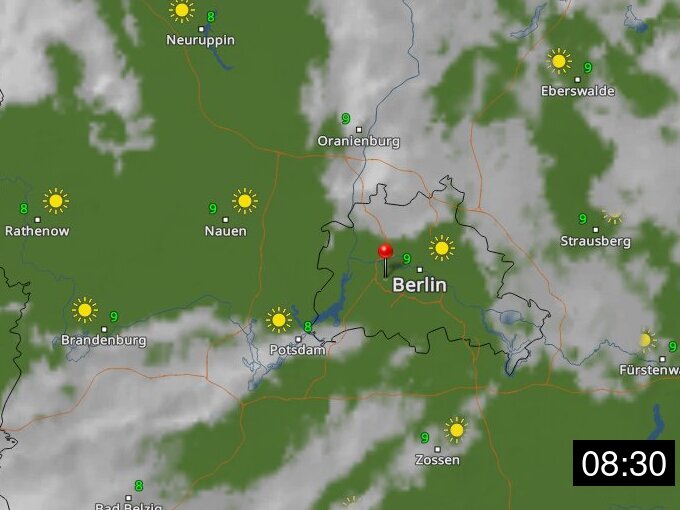 8
Neuruppin
9
Eberswalde
9
Oranienburg
8
Rathenow
9
Nauen
9
Strausberg
9
Berlin
9
Brandenburg
8
Potsdam
9
Fürstenwa
9
Zossen
8
Bad Belzig
08:30